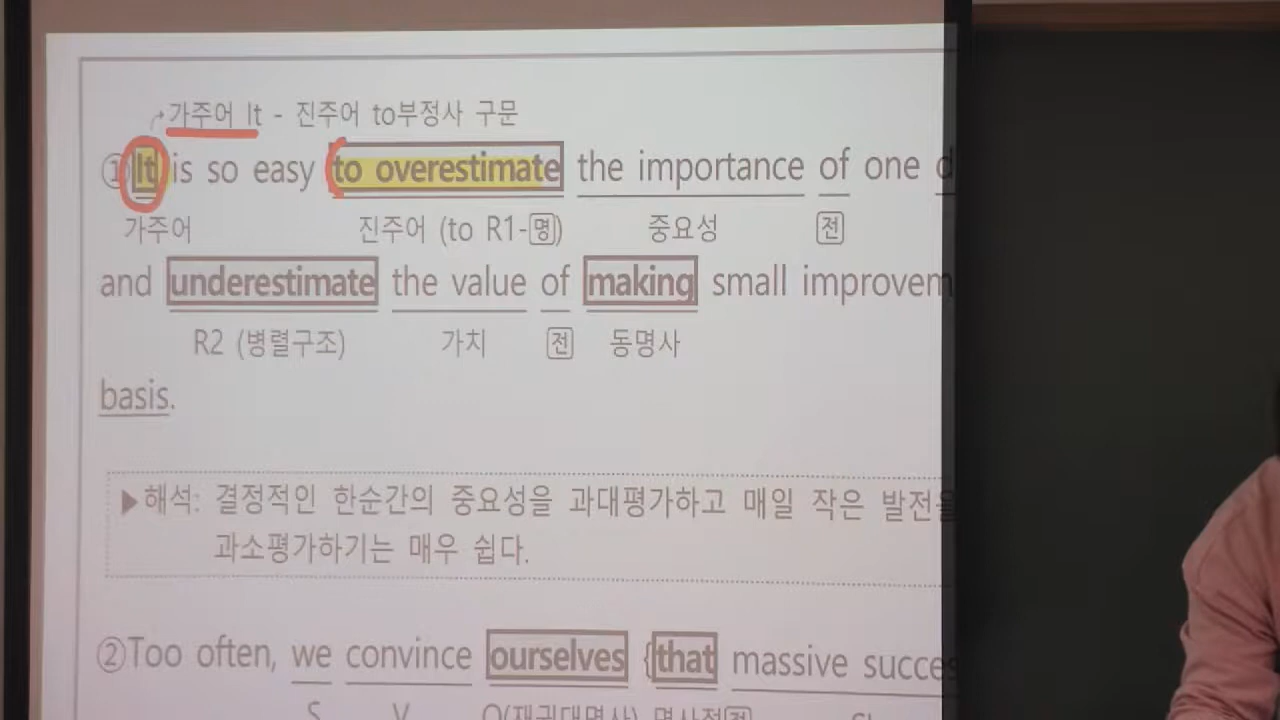 가주어 It - 진주어 to부정사 구문
①It is so easy to overestimate the importance of one
가주어 진주어 (to R1-명) 중요성 전
and underestimate the value of making small
R2 (병렬구조) 가치 전 동명사
basis.
▶해석: 결정적인 한순간의 중요성을 과대평가하고 매일 작은 발전을
과소평가하기는 매우 쉽다.
②Too often, we convince ourselves {that massive
S V